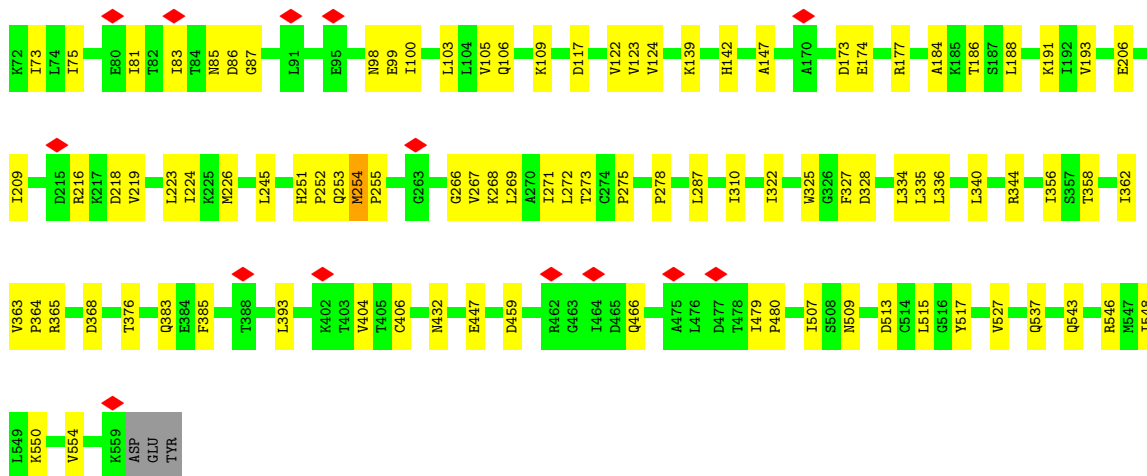 K72 I73 L74 I75 E80 I81 T82 I83 T84 N85 D86 G87 L91 E95 N98 E99 I100 L103 L104 V105 Q106 K109 D117 V122 V123 V124 K139 H142 A147 A170 D173 E174 R177 A184 K185 T186 S187 L188 K191 I192 V193 E206
I209 D215 R216 K217 D218 V219 L223 I224 K225 M226 L245 H251 P252 Q253 M254 P255 G263 G266 V267 K268 L269 A270 I271 L272 T273 C274 P275 P278 L287 I310 I322 W325 G326 F327 D328 L334 L335 L336 L340 R344 I356 S357 T358 I362
V363 P364 R365 D368 T376 Q383 E384 F385 T388 L393 K402 T403 V404 T405 C406 N432 E447 D459 R462 G463 I464 D465 Q466 A475 L476 D477 T478 I479 P480 I507 S508 N509 D513 C514 L515 G516 Y517 V527 Q537 Q543 R546 M547 I548
L549 K550 V554 K559 ASP GLU TYR